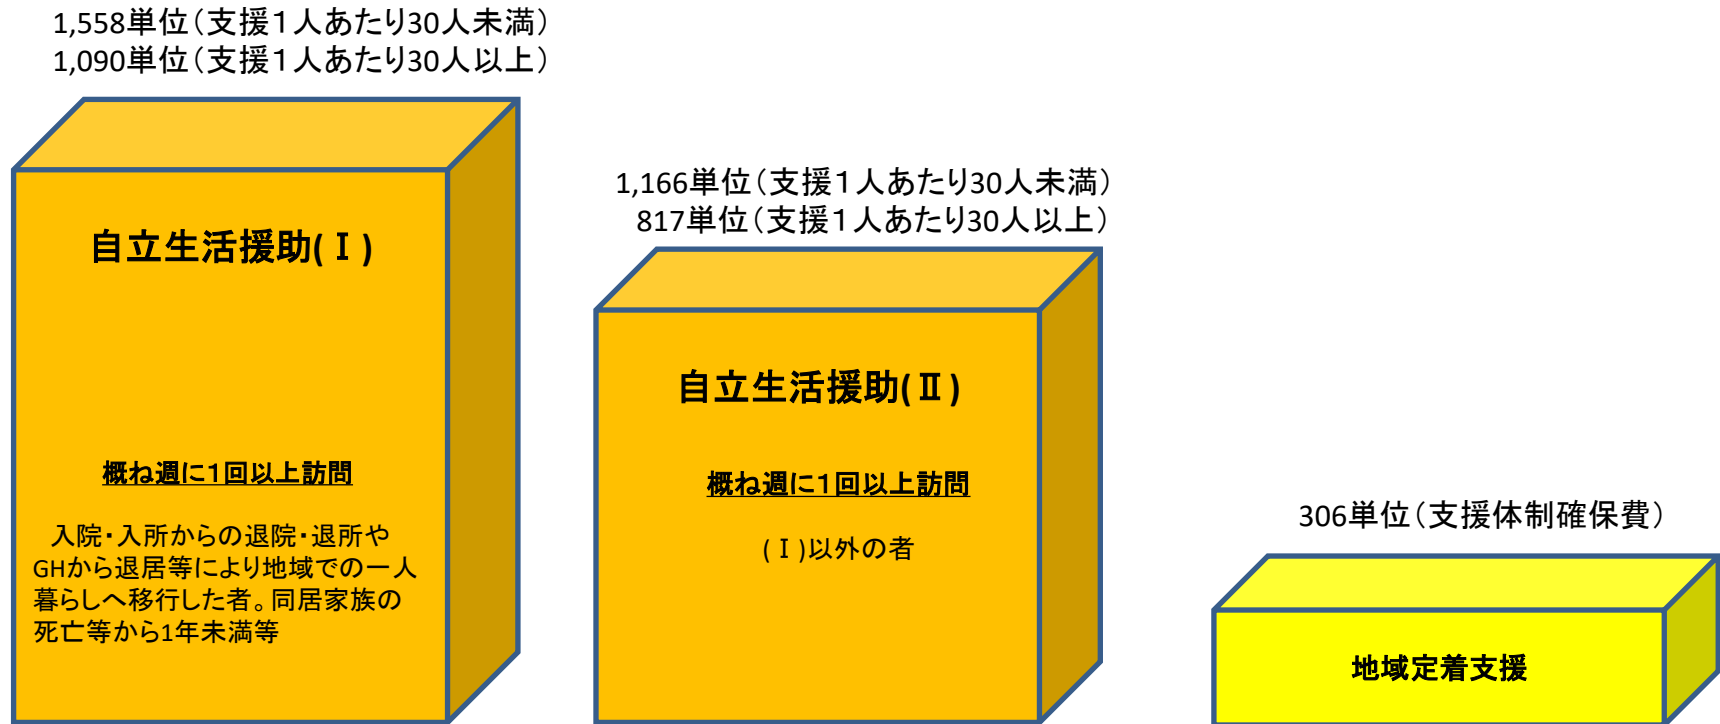 1,558単位（支援１人あたり30人未満）
1,090単位（支援１人あたり30人以上）
自立生活援助(Ⅰ)
概ね週に1回以上訪問
入院・入所からの退院・退所や
GHから退居等により地域での一人
暮らしへ移行した者。同居家族の
死亡等から1年未満等
1,166単位（支援１人あたり30人未満）
817単位（支援１人あたり30人以上）
自立生活援助(Ⅱ)
概ね週に1回以上訪問
(Ⅰ)以外の者
306単位（支援体制確保費）
地域定着支援